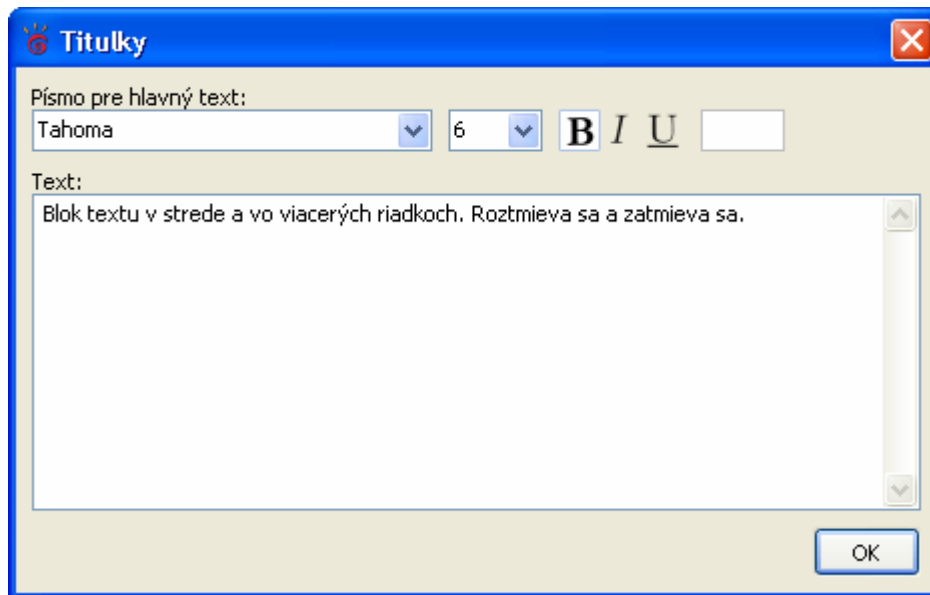 Titulky
Písmo pre hlavný text:
Tahoma 6 B I U
Text:
Blok textu v strede a vo viacerých riadkoch. Roztmieva sa a zatmieva sa.
OK